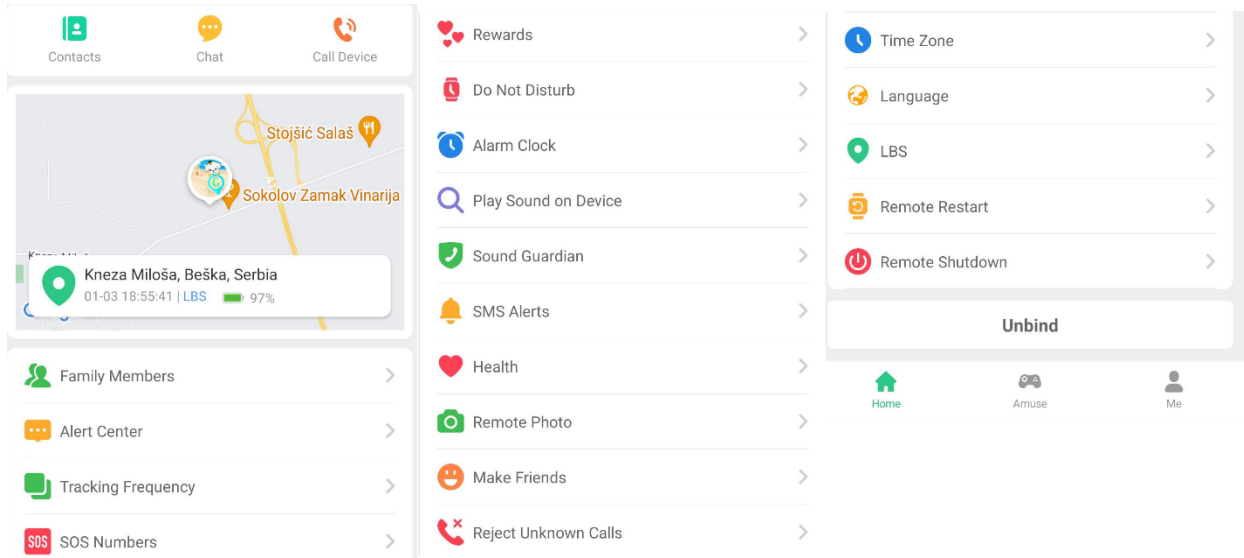 Contacts
Chat
Call Device
Stojšić Salaš
Sokolov Zamak Vinarija
Kneza Miloša, Beška, Serbia
01-03 18:55:41 | LBS 97%
Family Members
Alert Center
Tracking Frequency
SOS
SOS Numbers
Rewards
Do Not Disturb
Alarm Clock
Play Sound on Device
Sound Guardian
SMS Alerts
Health
Remote Photo
Make Friends
Reject Unknown Calls
Time Zone
Language
LBS
Remote Restart
Remote Shutdown
Unbind
Home
Amuse
Me